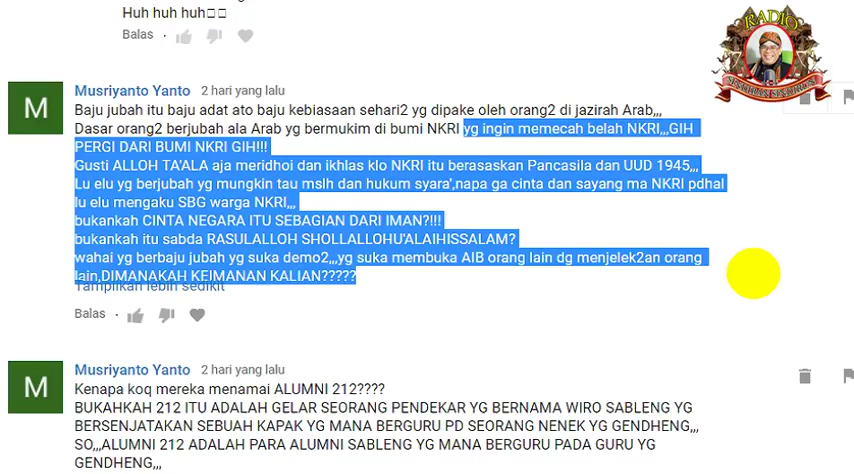 Huh huh huh
Balas
RADIO
Musriyanto Yanto 2 hari yang lalu
Baju jubah itu baju adat ato baju kebiasaan sehari2 yg dipake oleh orang2 di jazirah Arab,,,
Dasar orang2 berjubah ala Arab yg bermukim di bumi NKRI yg ingin memecah belah NKRI,,,GIH
PERGI DARI BUMI NKRI GIH!!!
Gusti ALLOH TA'ALA aja meridhoi dan ikhlas klo NKRI itu berasaskan Pancasila dan UUD 1945,,,
Lu elu yg berjubah yg mungkin tau mslh dan hukum syara',napa ga cinta dan sayang ma NKRI pdhal
lu elu mengaku SBG warga NKRI,,,
bukankah CINTA NEGARA ITU SEBAGIAN DARI IMAN?!!!
bukankah itu sabda RASULALLOH SHOLLALLOHU'ALAIHISSALAM?
wahai yg berbaju jubah yg suka demo2,,,yg suka membuka AIB orang lain dg menjelek2an orang
lain,DIMANAKAH KEIMANAN KALIAN?????
Tampilkan lebih sedikit
Balas
M
Musriyanto Yanto 2 hari yang lalu
Kenapa koq mereka menamai ALUMNI 212????
BUKAHKAH 212 ITU ADALAH GELAR SEORANG PENDEKAR YG BERNAMA WIRO SABLENG YG
BERSENJATAKAN SEBUAH KAPAK YG MANA BERGURU PD SEORANG NENEK YG GENDHENG,,,
SO,,,ALUMNI 212 ADALAH PARA ALUMNI SABLENG YG MANA BERGURU PADA GURU YG
GENDHENG,,,
M